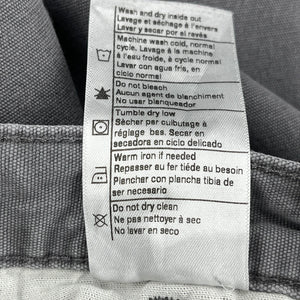 Wash and dry inside out
Lavage et séchage à l'envers
Lavar y secar por el revés
Machine wash cold, normal
cycle. Lavage à la machine
à l'eau froide, à cycle normal
Lavar con agua fría, en
ciclo normal
Do not bleach
Aucun agent de blanchiment
No usar blanqueador
Tumble dry low
Sécher par culbutage à
réglage bas. Secar en
secadora en ciclo delicado
Warm iron if needed
Repasser au fer tiède au besoin
Planchar con plancha tibia de
ser necesario
Do not dry clean
Ne pas nettoyer à sec
No lavar en seco